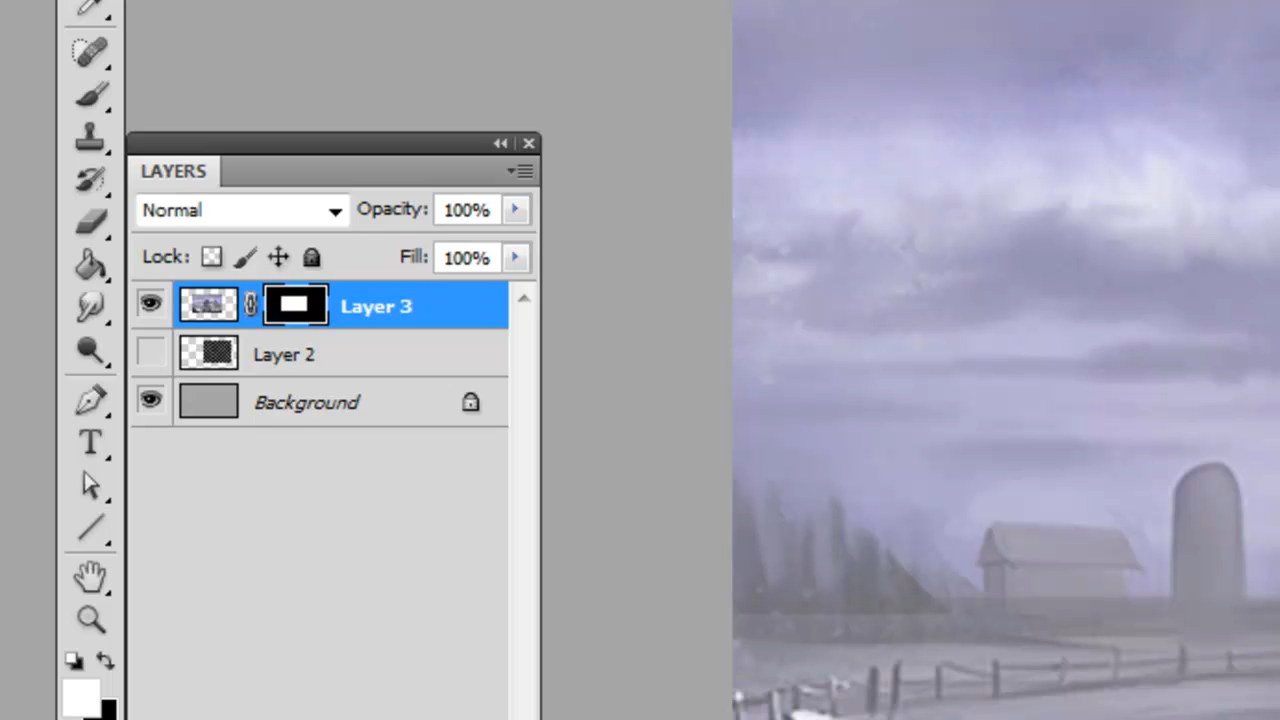 LAYERS
Normal Opacity: 100%
Lock: Fill: 100%
Layer 3
Layer 2
Background
T